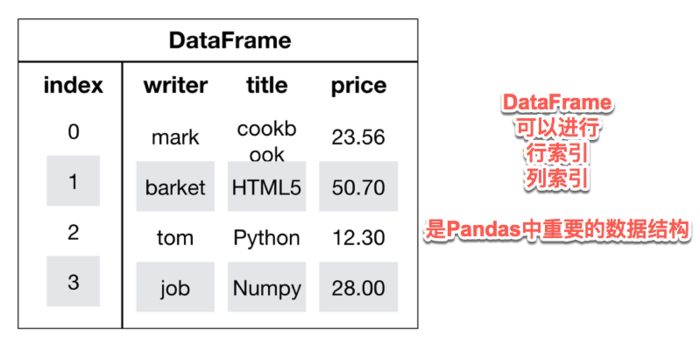 DataFrame
index writer title price
0 mark cookb
ook 23.56
1 barket HTML5 50.70
2 tom Python 12.30
3 job Numpy 28.00
DataFrame
可以进行
行索引
列索引
是Pandas中重要的数据结构